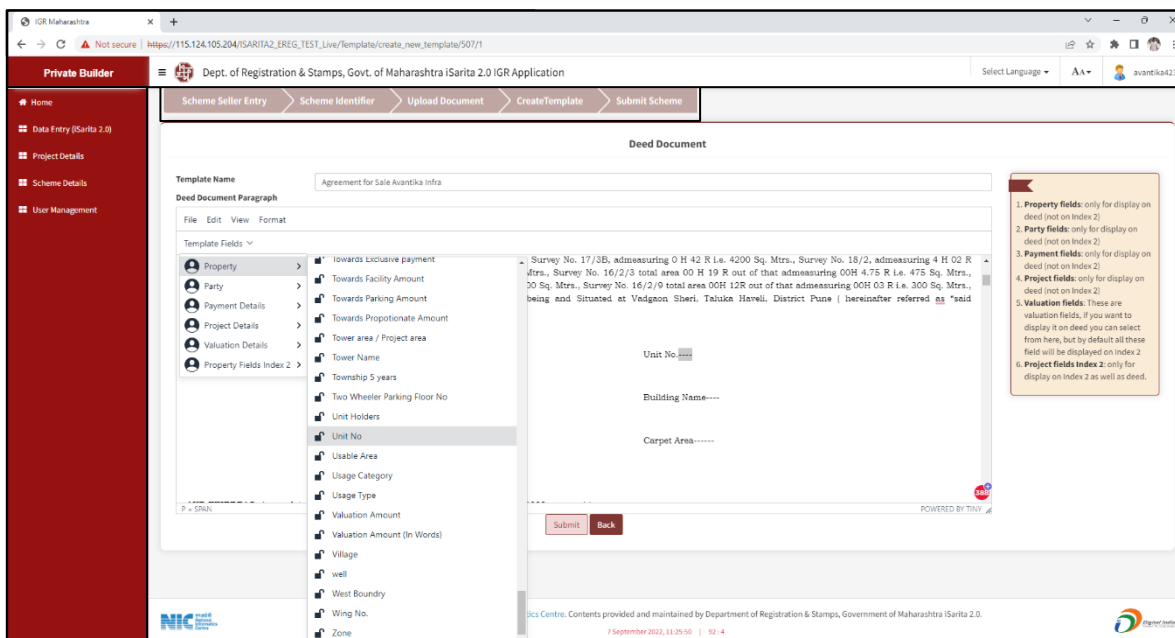 IGR Maharashtra
Not secure
https://115.124.105.204/ISARITA2_EREG_TEST_Live/Template/create_new_template/507/1
Private Builder
Dept. of Registration & Stamps, Govt. of Maharashtra iSarita 2.0 IGR Application
Select Language
AA
avantika423
Home
Data Entry (iSarita 2.0)
Project Details
Scheme Details
User Management
Scheme Seller Entry
Scheme Identifier
Upload Document
CreateTemplate
Submit Scheme
Deed Document
Template Name
Agreement for Sale Avantika Infra
Deed Document Paragraph
File Edit View Format
Template Fields
Property
Party
Payment Details
Project Details
Valuation Details
Property Fields Index 2
Towards Exclusive payment
Towards Facility Amount
Towards Parking Amount
Towards Propotionate Amount
Tower area / Project area
Tower Name
Township 5 years
Two Wheeler Parking Floor No
Unit Holders
Unit No
Usable Area
Usage Category
Usage Type
Valuation Amount
Valuation Amount (In Words)
Village
well
West Boundry
Wing No.
Zone
Survey No. 17/3B, admeasuring 0 H 42 R i.e. 4200 Sq. Mtrs., Survey No. 18/2, admeasuring 4 H 02 R
Mtrs., Survey No. 16/2/3 total area 00 H 19 R out of that admeasuring 00H 4.75 R i.e. 475 Sq. Mtrs.,
00 Sq. Mtrs., Survey No. 16/2/9 total area 00H 12R out of that admeasuring 00H 03 R i.e. 300 Sq. Mtrs.,
being and Situated at Vadgaon Sheri, Taluka Haveli, District Pune ( hereinafter referred as "said
Unit No.----
Building Name----
Carpet Area------
388
P » SPAN
POWERED BY TINY
Submit
Back
1. Property fields: only for display on
deed (not on Index 2)
2. Party fields: only for display on
deed (not on Index 2)
3. Payment fields: only for display on
deed (not on Index 2)
4. Project fields: only for display on
deed (not on Index 2)
5. Valuation fields: These are
valuation fields, if you want to
display it on deed you can select
from here, but by default all these
field will be displayed on Index 2
6. Project fields Index 2: only for
display on Index 2 as well as deed.
NIC
National
Informatics
Centre
tics Centre. Contents provided and maintained by Department of Registration & Stamps, Government of Maharashtra iSarita 2.0.
7 September 2022, 11:25:50 | 92 : 4
Digital India